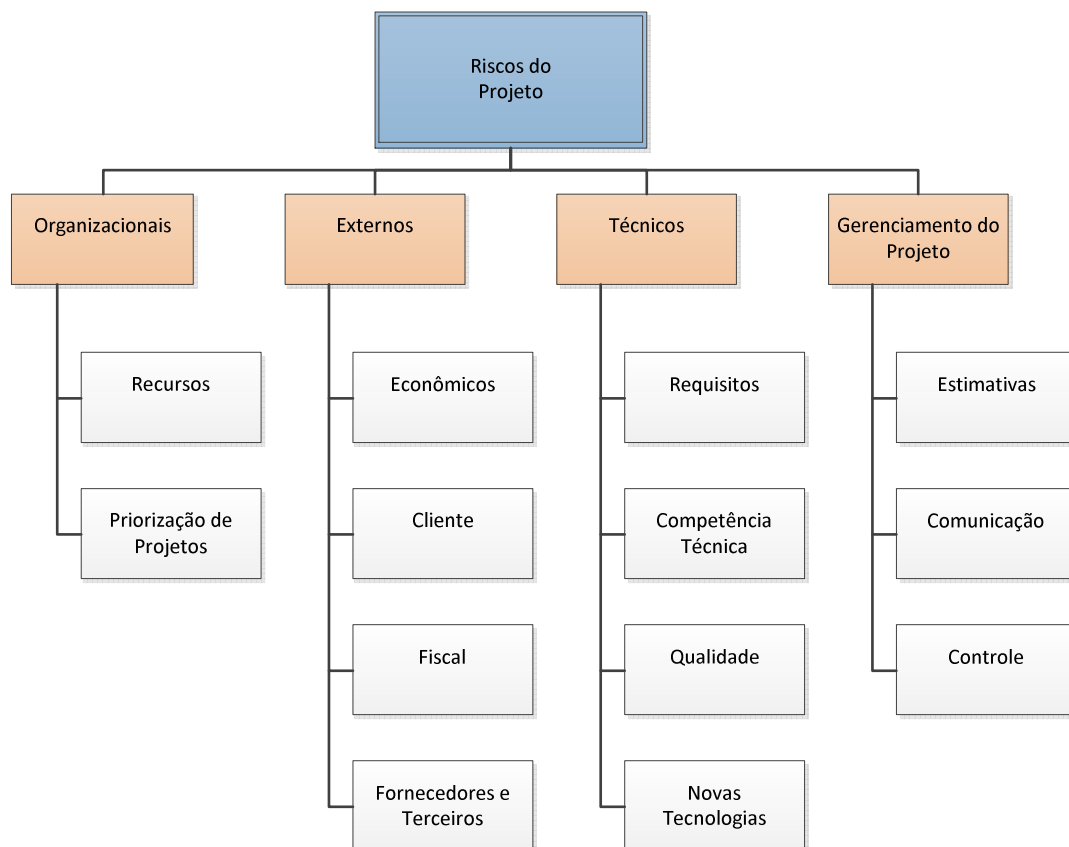 Riscos do
Projeto
Organizacionais
Externos
Técnicos
Gerenciamento do
Projeto
Recursos
Econômicos
Requisitos
Estimativas
Priorização de
Projetos
Cliente
Competência
Técnica
Comunicação
Fiscal
Qualidade
Controle
Fornecedores e
Terceiros
Novas
Tecnologias